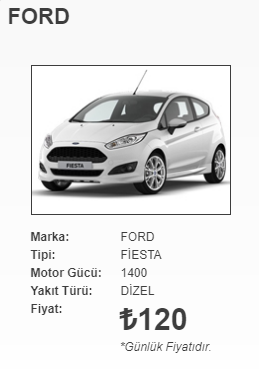 FORD
FIESTA
Marka: FORD
Tipi: FİESTA
Motor Gücü: 1400
Yakıt Türü: DİZEL
Fiyat: ₺120
*Günlük Fiyatıdır.